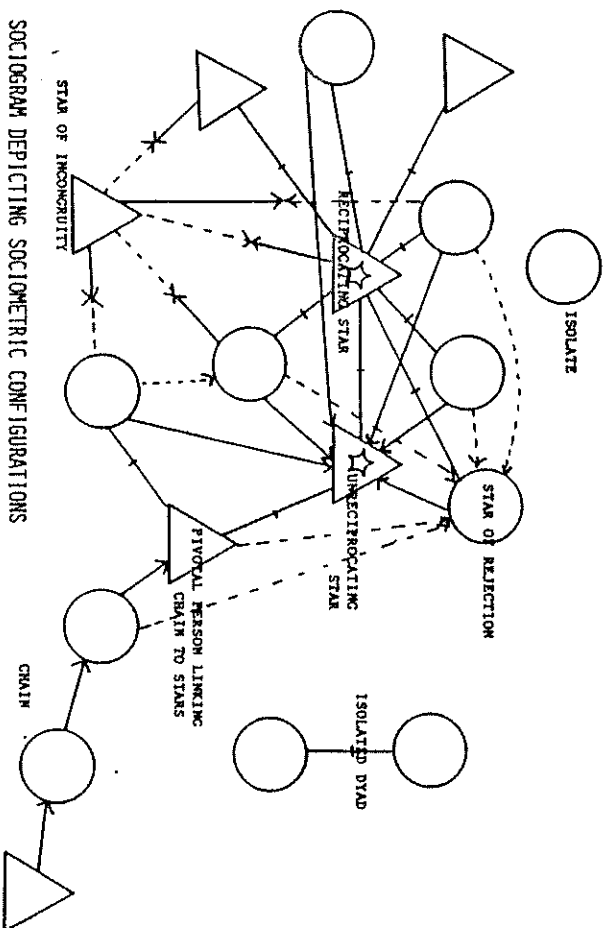 ISOLATE
STAR OF REJECTION
ISOLATED DYAD
RECIPROCATING STAR
UNRECIPROCATING
STAR
PIVOTAL PERSON LINKING
CHAIN TO STARS
STAR OF INCONGRUITY
CHAIN
SOCIOGRAM DEPICTING SOCIOMETRIC CONFIGURATIONS